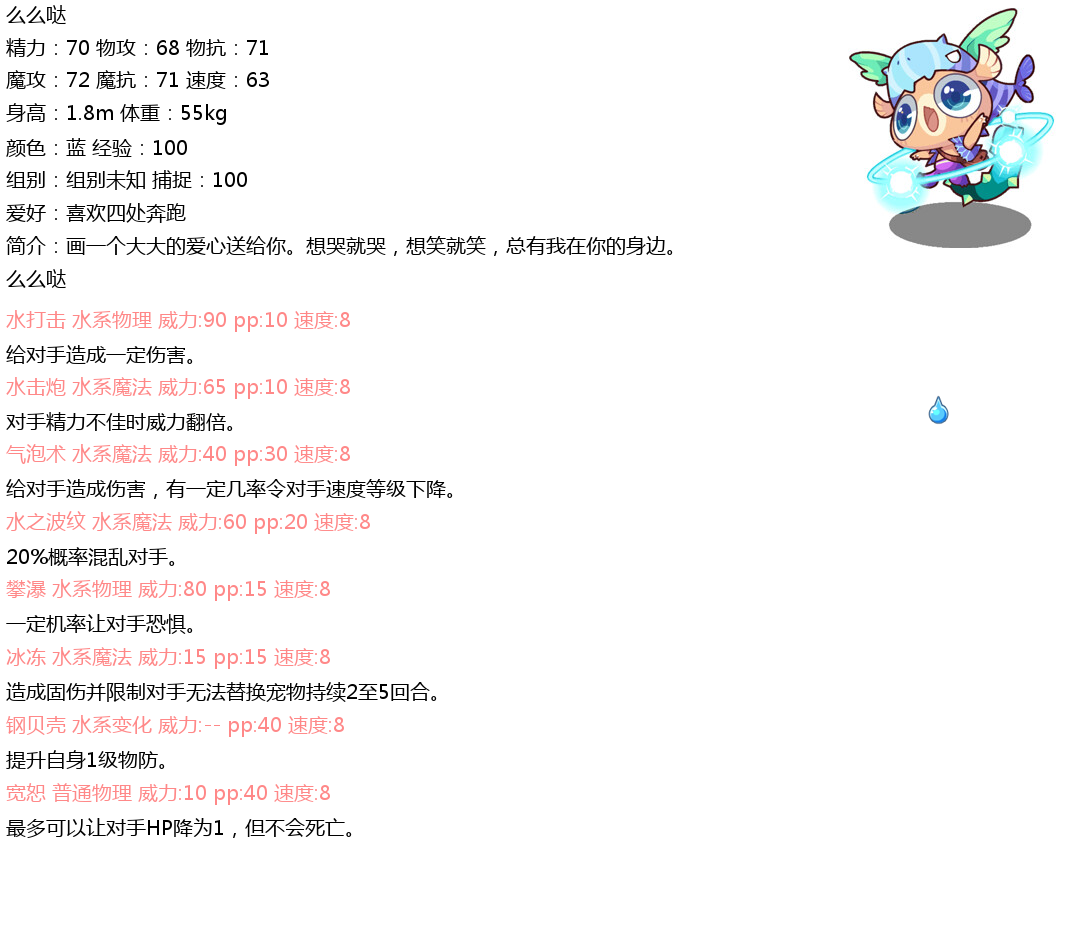 么么哒
精力：70 物攻：68 物抗：71
魔攻：72 魔抗：71 速度：63
身高：1.8m 体重：55kg
颜色：蓝 经验：100
组别：组别未知 捕捉：100
爱好：喜欢四处奔跑
简介：画一个大大的爱心送给你。想哭就哭，想笑就笑，总有我在你的身边。
么么哒
水打击 水系物理 威力:90 pp:10 速度:8
给对手造成一定伤害。
水击炮 水系魔法 威力:65 pp:10 速度:8
对手精力不佳时威力翻倍。
气泡术 水系魔法 威力:40 pp:30 速度:8
给对手造成伤害，有一定几率令对手速度等级下降。
水之波纹 水系魔法 威力:60 pp:20 速度:8
20%概率混乱对手。
攀瀑 水系物理 威力:80 pp:15 速度:8
一定机率让对手恐惧。
冰冻 水系魔法 威力:15 pp:15 速度:8
造成固伤并限制对手无法替换宠物持续2至5回合。
钢贝壳 水系变化 威力:-- pp:40 速度:8
提升自身1级物防。
宽恕 普通物理 威力:10 pp:40 速度:8
最多可以让对手HP降为1，但不会死亡。